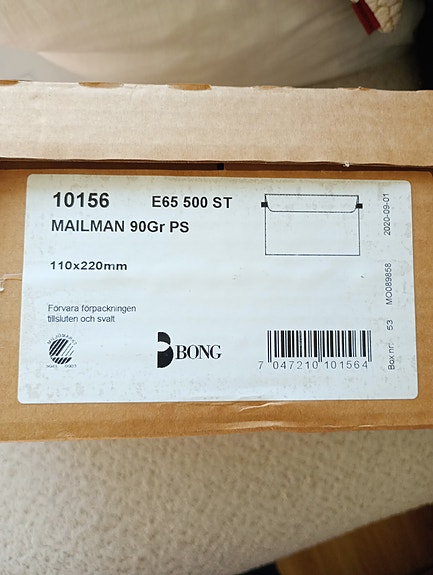 10156 E65 500 ST
MAILMAN 90Gr PS
110x220mm
Förvara förpackningen
tillsluten och svalt
BONG
7 047210 101564
Box nr. 53 MO089858 2020-09-01